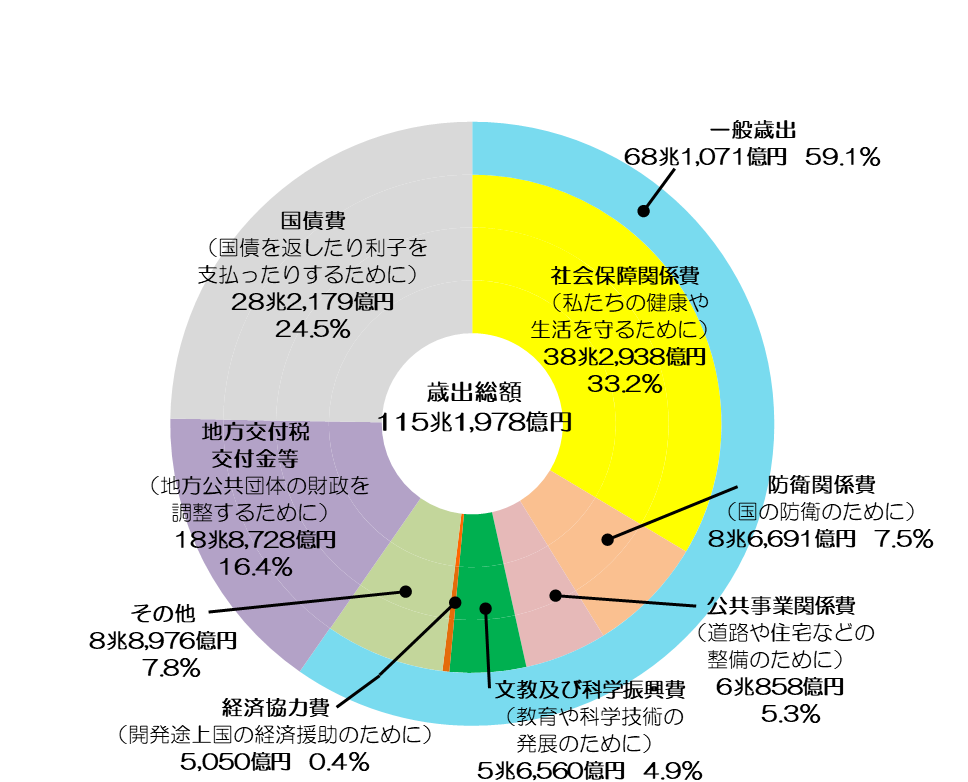 一般歳出
68兆1,071億円 59.1%
国債費
（国債を返したり利子を
支払ったりするために）
28兆2,179億円
24.5%
社会保障関係費
（私たちの健康や
生活を守るために）
38兆2,938億円
33.2%
歳出総額
115兆1,978億円
地方交付税
交付金等
（地方公共団体の財政を
調整するために）
18兆8,728億円
16.4%
防衛関係費
（国の防衛のために）
8兆6,691億円 7.5%
その他
8兆8,976億円
7.8%
公共事業関係費
（道路や住宅などの
整備のために）
6兆858億円
5.3%
経済協力費
（開発途上国の経済援助のために）
5,050億円 0.4%
文教及び科学振興費
（教育や科学技術の
発展のために）
5兆6,560億円 4.9%